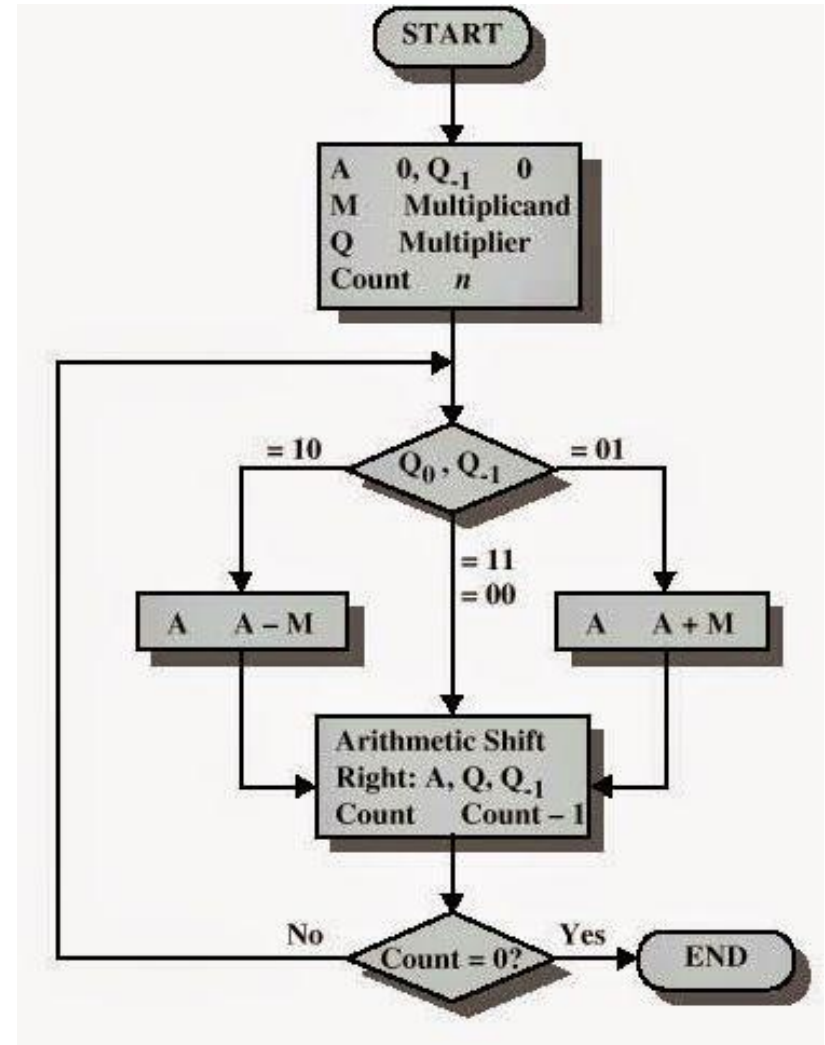 START
A 0, Q-1 0
M Multiplicand
Q Multiplier
Count n
= 10
Q0 , Q-1
= 01
= 11
= 00
A A – M
A A + M
Arithmetic Shift
Right: A, Q, Q-1
Count Count – 1
No
Count = 0?
Yes
END